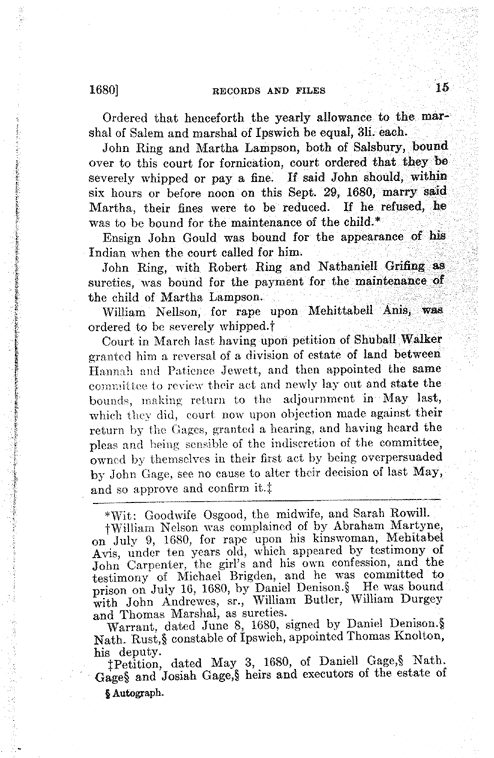 1680] RECORDS AND FILES 15
Ordered that henceforth the yearly allowance to the mar-
shal of Salem and marshal of Ipswich be equal, 3li. each.
John Ring and Martha Lampson, both of Salsbury, bound
over to this court for fornication, court ordered that they be
severely whipped or pay a fine. If said John should, within
six hours or before noon on this Sept. 29, 1680, marry said
Martha, their fines were to be reduced. If he refused, he
was to be bound for the maintenance of the child.*
Ensign John Gould was bound for the appearance of his
Indian when the court called for him.
John Ring, with Robert Ring and Nathaniell Grifing as
sureties, was bound for the payment for the maintenance of
the child of Martha Lampson.
William Nellson, for rape upon Mehittabell Anis, was
ordered to be severely whipped.†
Court in March last having upon petition of Shuball Walker
granted him a reversal of a division of estate of land between
Hannah and Patience Jewett, and then appointed the same
committee to review their act and newly lay out and state the
bounds, making return to the adjournment in May last,
which they did, court now upon objection made against their
return by the Gages, granted a hearing, and having heard the
pleas and being sensible of the indiscretion of the committee,
owned by themselves in their first act by being overpersuaded
by John Gage, see no cause to alter their decision of last May,
and so approve and confirm it.‡
*Wit: Goodwife Osgood, the midwife, and Sarah Rowill.
†William Nelson was complained of by Abraham Martyne,
on July 9, 1680, for rape upon his kinswoman, Mehitabel
Avis, under ten years old, which appeared by testimony of
John Carpenter, the girl's and his own confession, and the
testimony of Michael Brigden, and he was committed to
prison on July 16, 1680, by Daniel Denison.§ He was bound
with John Andrewes, sr., William Butler, William Durgey
and Thomas Marshal, as sureties.
Warrant, dated June 8, 1680, signed by Daniel Denison.§
Nath. Rust,§ constable of Ipswich, appointed Thomas Knolton,
his deputy.
‡Petition, dated May 3, 1680, of Daniell Gage,§ Nath.
Gage§ and Josiah Gage,§ heirs and executors of the estate of
§ Autograph.